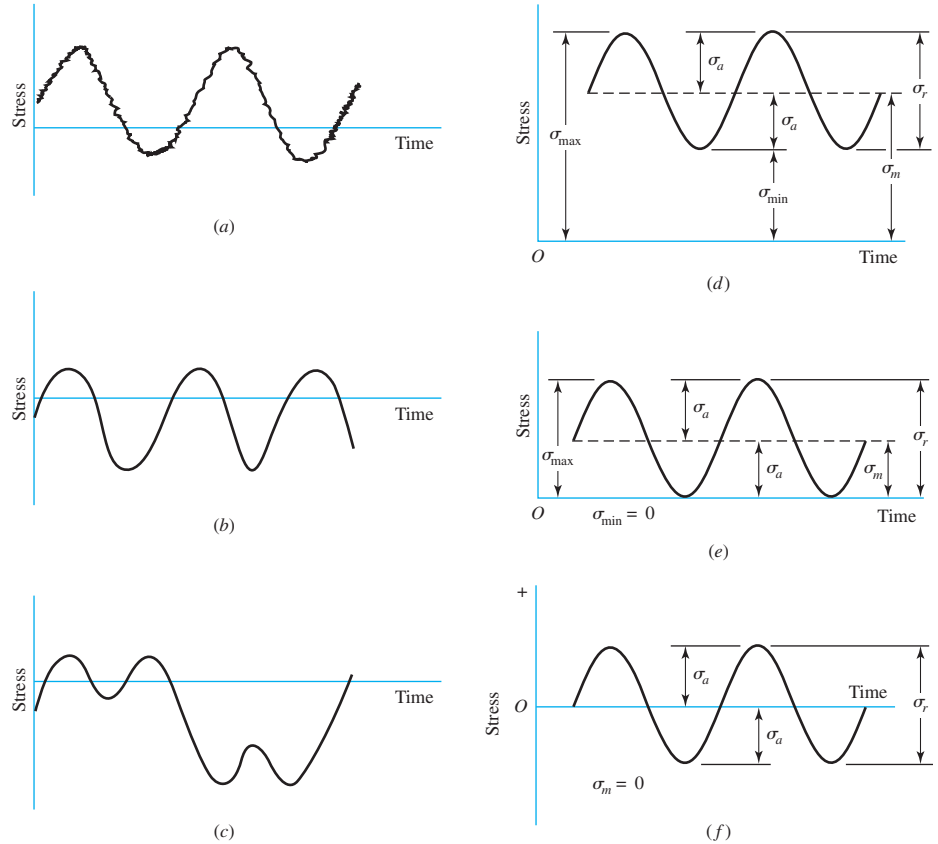 Stress
Time
(a)
Stress
Time
(b)
Stress
Time
(c)
Stress
σmax
σa
σa
σmin
σm
σr
O
Time
(d)
Stress
σmax
σa
σa
σm
σr
O
σmin = 0
Time
(e)
+
Stress
O
σa
σa
Time
σr
σm = 0
(f)